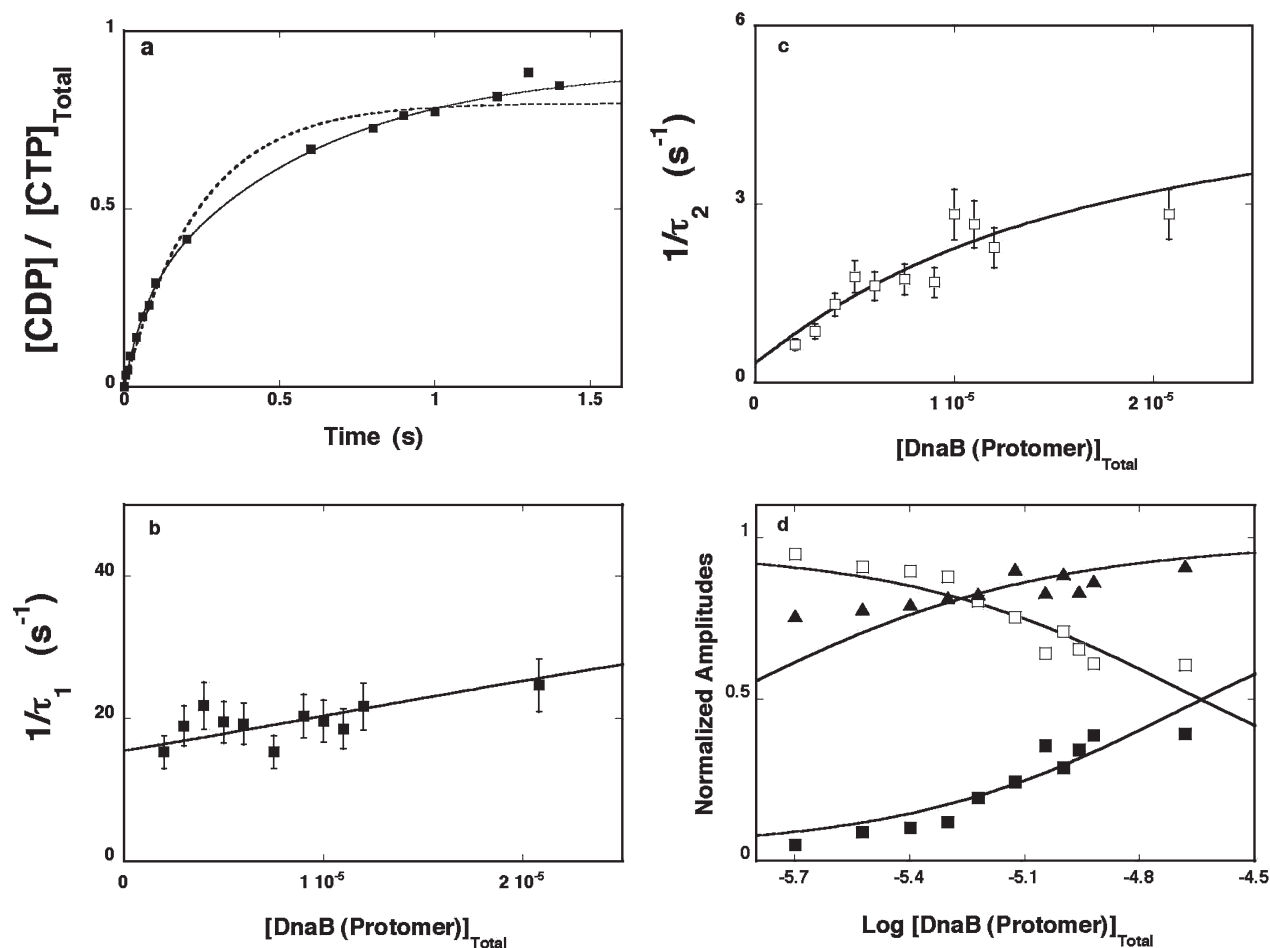 a
1
0.5
0
0
0.5
1
1.5
[CDP] / [CTP]Total
Time (s)
c
6
3
0
0
1 10-5
2 10-5
1/τ2 (s-1)
[DnaB (Protomer)]Total
b
40
20
0
0
1 10-5
2 10-5
1/τ1 (s-1)
[DnaB (Protomer)]Total
d
1
0.5
0
-5.7
-5.4
-5.1
-4.8
-4.5
Normalized Amplitudes
Log [DnaB (Protomer)]Total